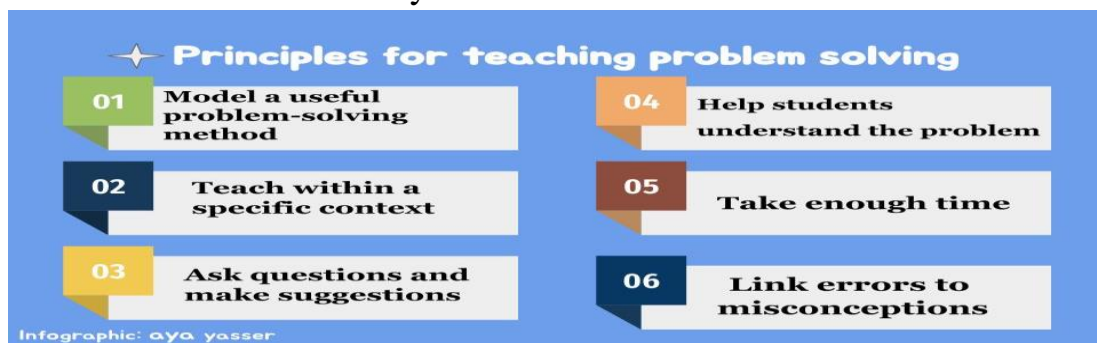 Principles for teaching problem solving
01
Model a useful
problem-solving
method
02
Teach within a
specific context
03
Ask questions and
make suggestions
04
Help students
understand the problem
05
Take enough time
06
Link errors to
misconceptions
Infographic: aya yasser